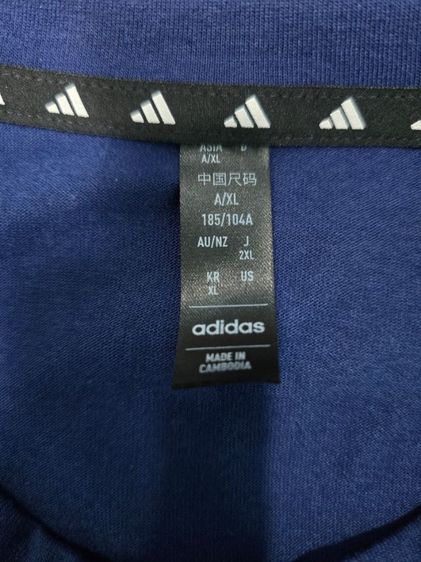 ASIA D
A/XL
中国尺码
A/XL
185/104A
AU/NZ J
2XL
KR US
XL
adidas
MADE IN
CAMBODIA